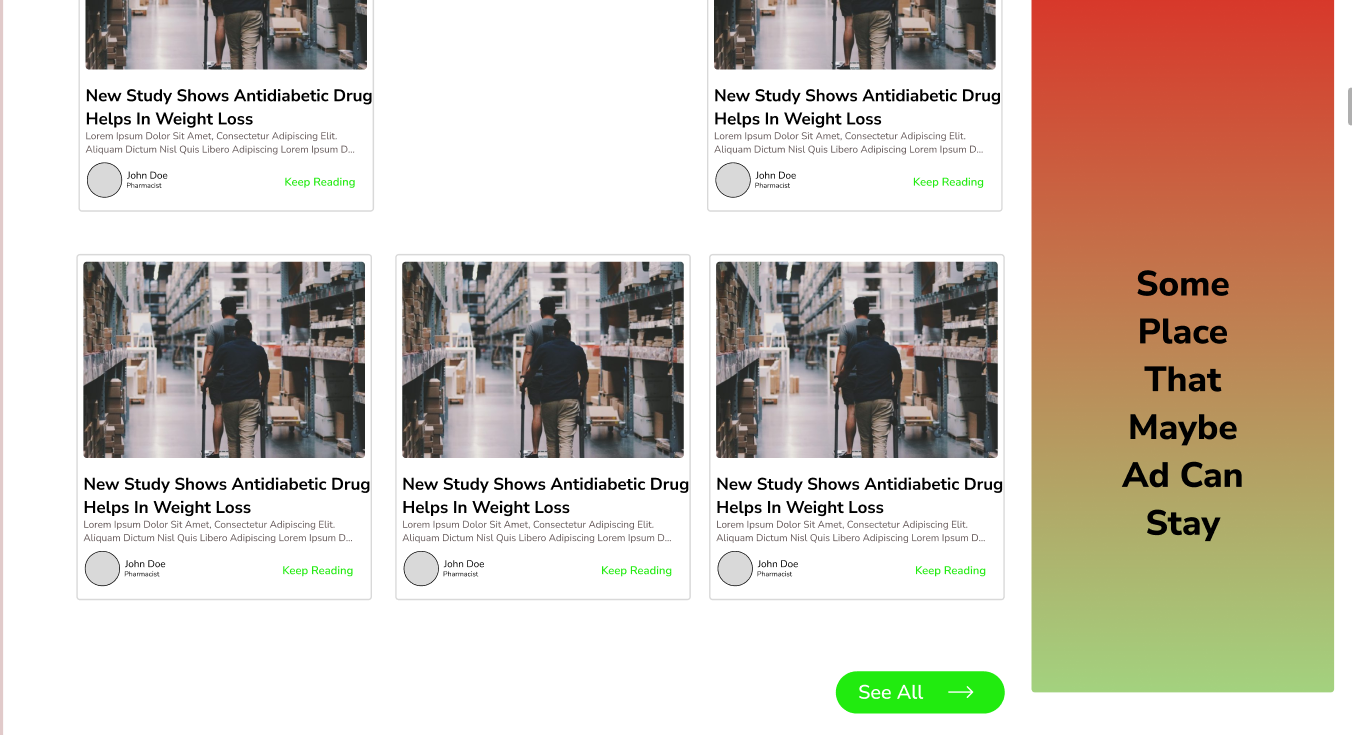 New Study Shows Antidiabetic Drug
Helps In Weight Loss
Lorem Ipsum Dolor Sit Amet, Consectetur Adipiscing Elit.
Aliquam Dictum Nisl Quis Libero Adipiscing Lorem Ipsum D...
John Doe
Pharmacist
Keep Reading
New Study Shows Antidiabetic Drug
Helps In Weight Loss
Lorem Ipsum Dolor Sit Amet, Consectetur Adipiscing Elit.
Aliquam Dictum Nisl Quis Libero Adipiscing Lorem Ipsum D...
John Doe
Pharmacist
Keep Reading
New Study Shows Antidiabetic Drug
Helps In Weight Loss
Lorem Ipsum Dolor Sit Amet, Consectetur Adipiscing Elit.
Aliquam Dictum Nisl Quis Libero Adipiscing Lorem Ipsum D...
John Doe
Pharmacist
Keep Reading
New Study Shows Antidiabetic Drug
Helps In Weight Loss
Lorem Ipsum Dolor Sit Amet, Consectetur Adipiscing Elit.
Aliquam Dictum Nisl Quis Libero Adipiscing Lorem Ipsum D...
John Doe
Pharmacist
Keep Reading
New Study Shows Antidiabetic Drug
Helps In Weight Loss
Lorem Ipsum Dolor Sit Amet, Consectetur Adipiscing Elit.
Aliquam Dictum Nisl Quis Libero Adipiscing Lorem Ipsum D...
John Doe
Pharmacist
Keep Reading
See All
Some
Place
That
Maybe
Ad Can
Stay